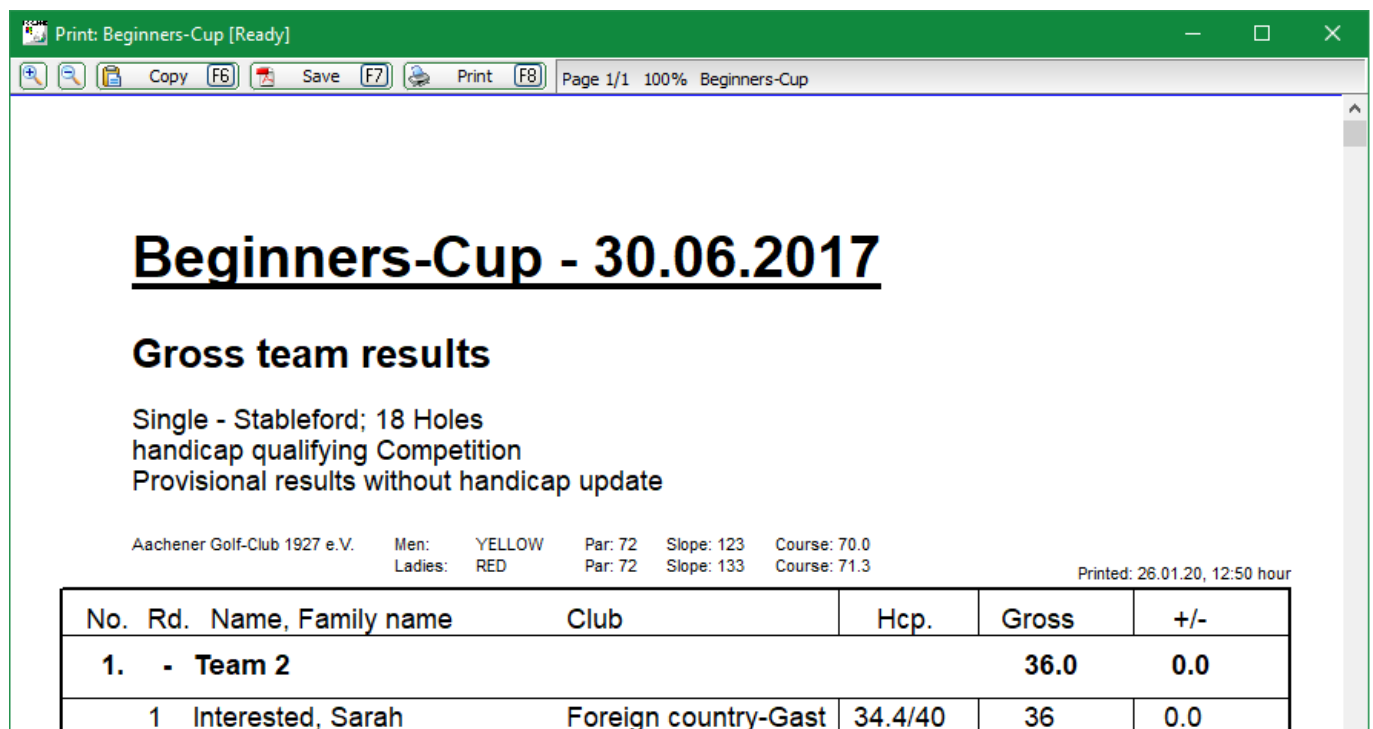 Print: Beginners-Cup [Ready]
Copy F6 Save F7 Print F8 Page 1/1 100% Beginners-Cup
Beginners-Cup - 30.06.2017
Gross team results
Single - Stableford; 18 Holes
handicap qualifying Competition
Provisional results without handicap update
Aachener Golf-Club 1927 e.V. Men: YELLOW Par: 72 Slope: 123 Course: 70.0
Ladies: RED Par: 72 Slope: 133 Course: 71.3
Printed: 26.01.20, 12:50 hour
No. Rd. Name, Family name Club Hcp. Gross +/-
1. - Team 2 36.0 0.0
1 Interested, Sarah Foreign country-Gast 34.4/40 36 0.0